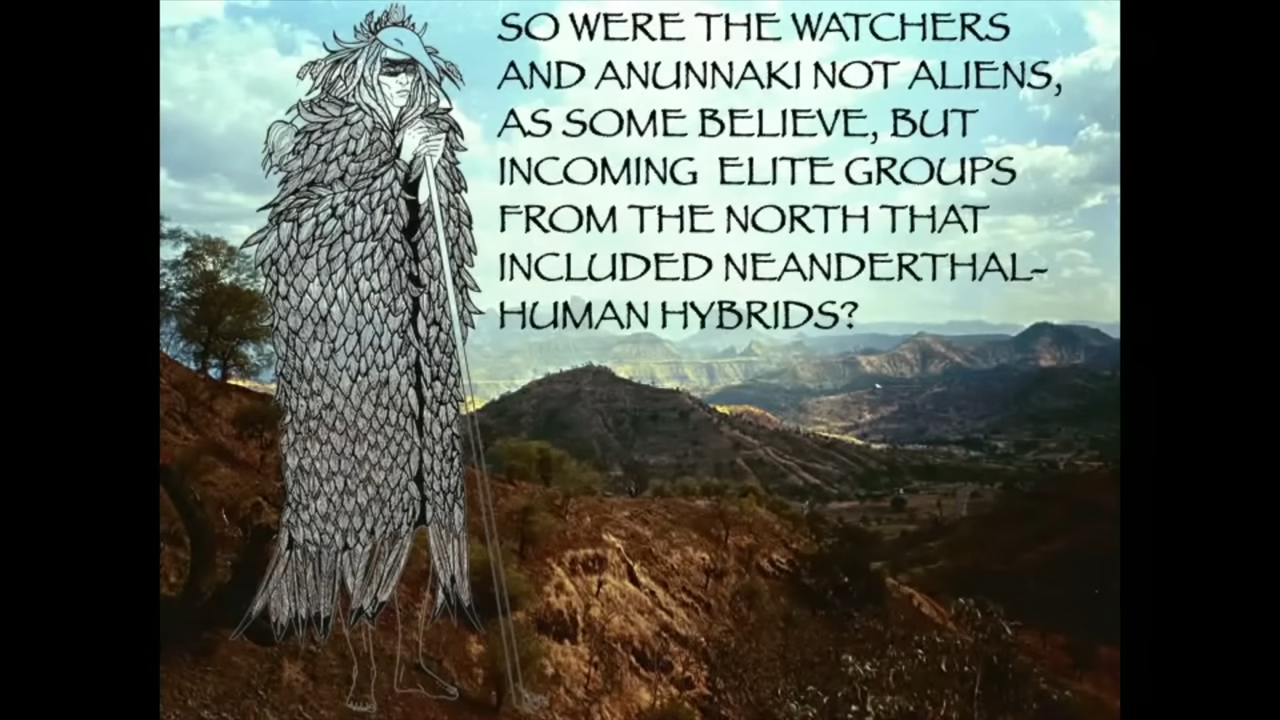 SO WERE THE WATCHERS
AND ANUNNAKI NOT ALIENS,
AS SOME BELIEVE, BUT
INCOMING ELITE GROUPS
FROM THE NORTH THAT
INCLUDED NEANDERTHAL-
HUMAN HYBRIDS?